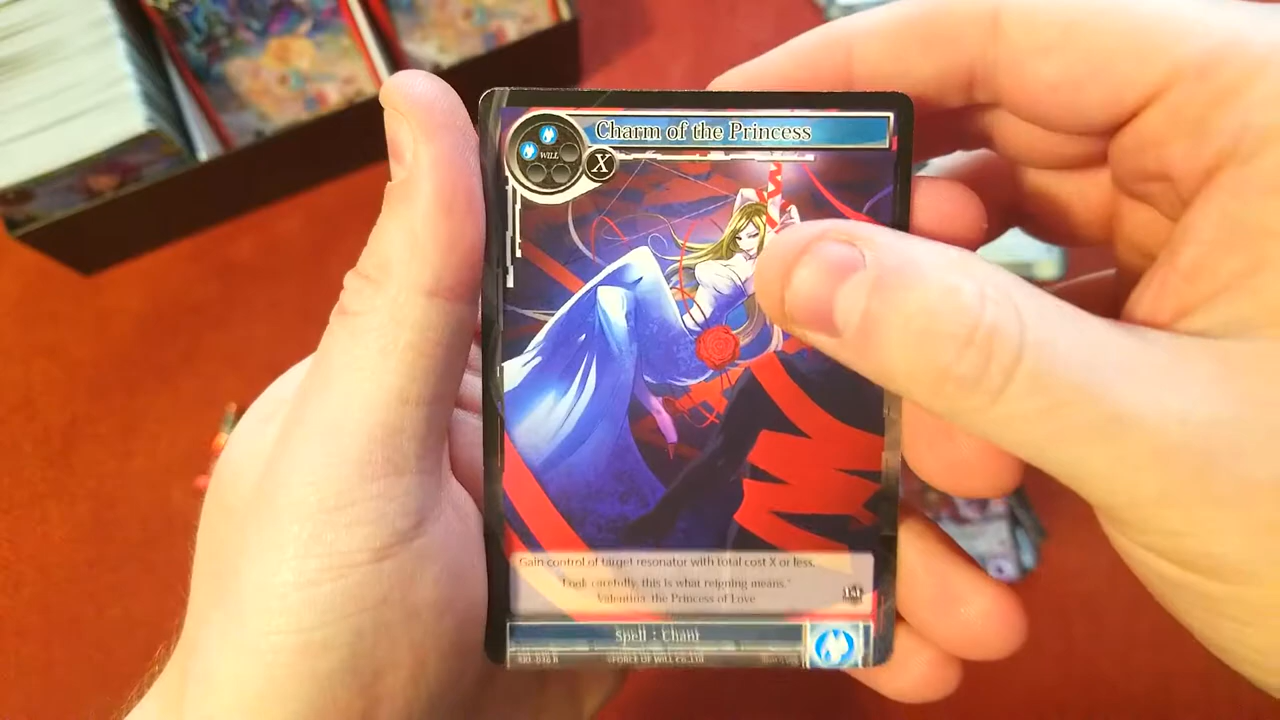 Charm of the Princess
WILL
X
Gain control of target resonator with total cost X or less.
"Look carefully, this is what reigning means."
Valentina, the Princess of Love
Spell : Chant
FORCE OF WILL Co.,Ltd